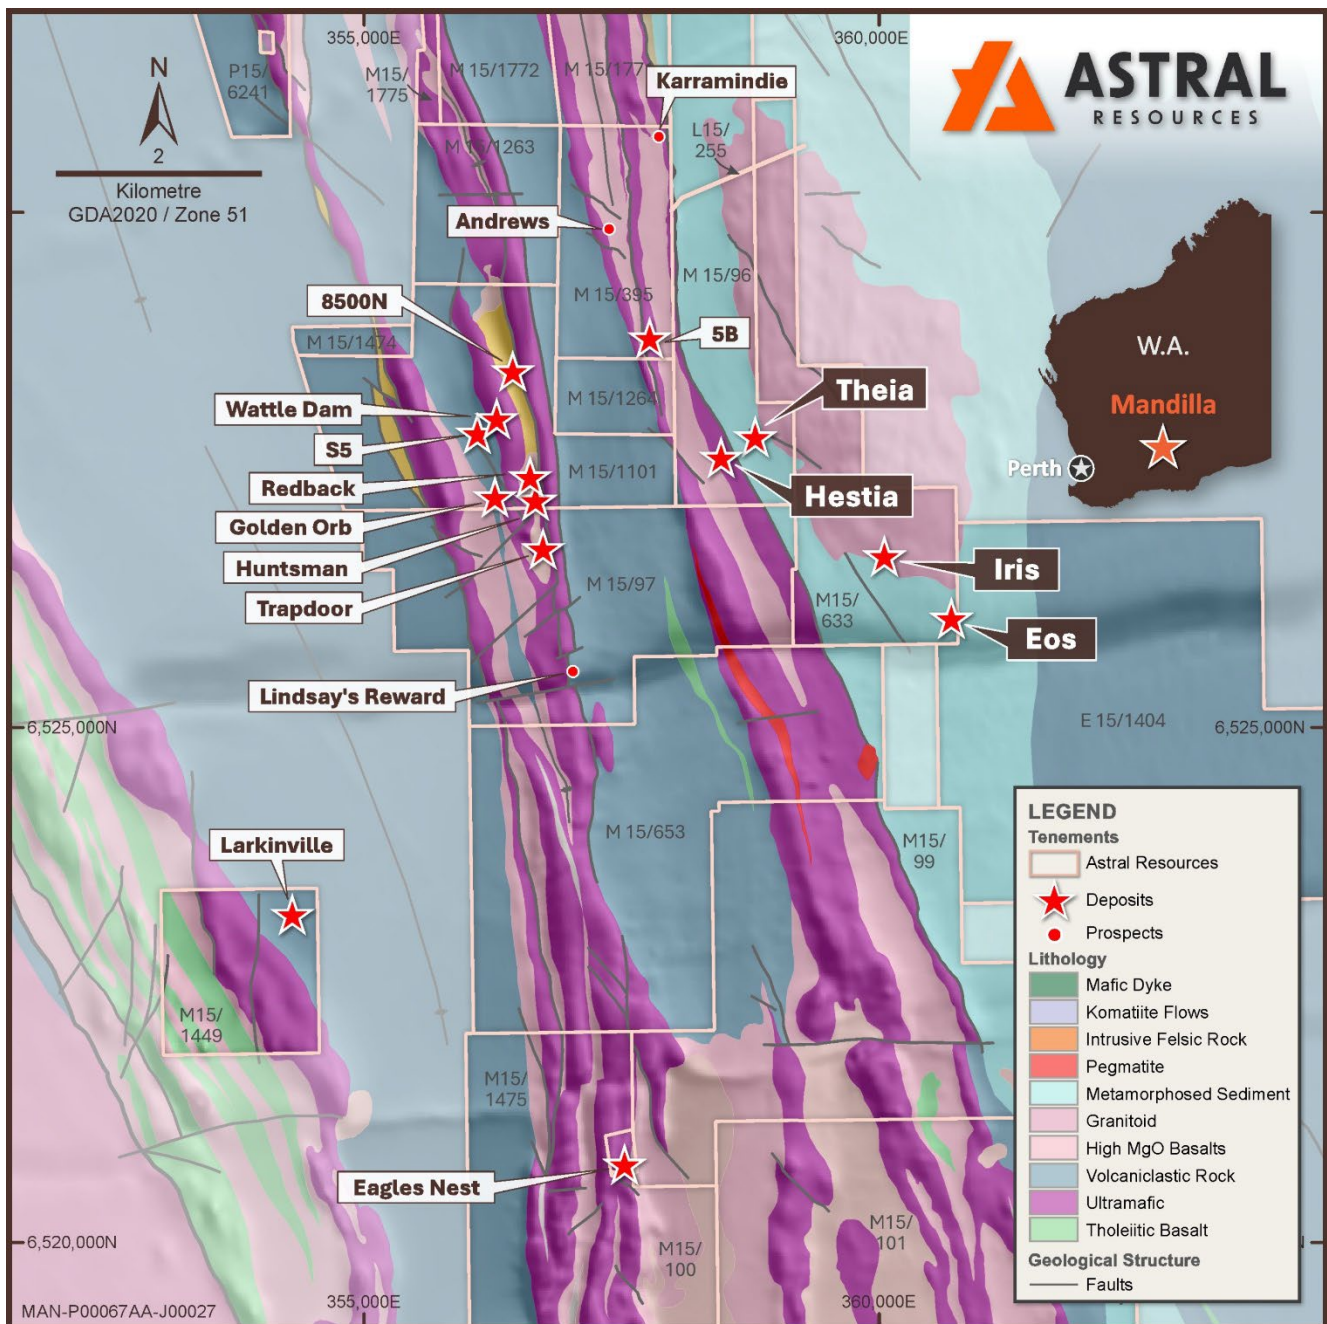 355,000E
360,000E
ASTRAL
RESOURCES
N
2
Kilometre
GDA2020 / Zone 51
P15/
6241
M15/
1775
M 15/1772
M 15/177
Karramindie
L15/
255
M 15/1263
Andrews
M 15/96
M 15/395
8500N
5B
M 15/1474
W.A.
Mandilla
Perth
Theia
M 15/1264
Wattle Dam
S5
Redback
M 15/1101
Hestia
Golden Orb
Huntsman
Iris
Trapdoor
M 15/97
M15/
633
Eos
Lindsay's Reward
6,525,000N
E 15/1404
6,525,000N
M 15/653
Larkinville
M15/
99
M15/
1449
M15/
1475
Eagles Nest
M15/
100
M15/
101
6,520,000N
LEGEND
Tenements
Astral Resources
Deposits
Prospects
Lithology
Mafic Dyke
Komatiite Flows
Intrusive Felsic Rock
Pegmatite
Metamorphosed Sediment
Granitoid
High MgO Basalts
Volcaniclastic Rock
Ultramafic
Tholeiitic Basalt
Geological Structure
Faults
MAN-P00067AA-J00027
355,000E
360,000E